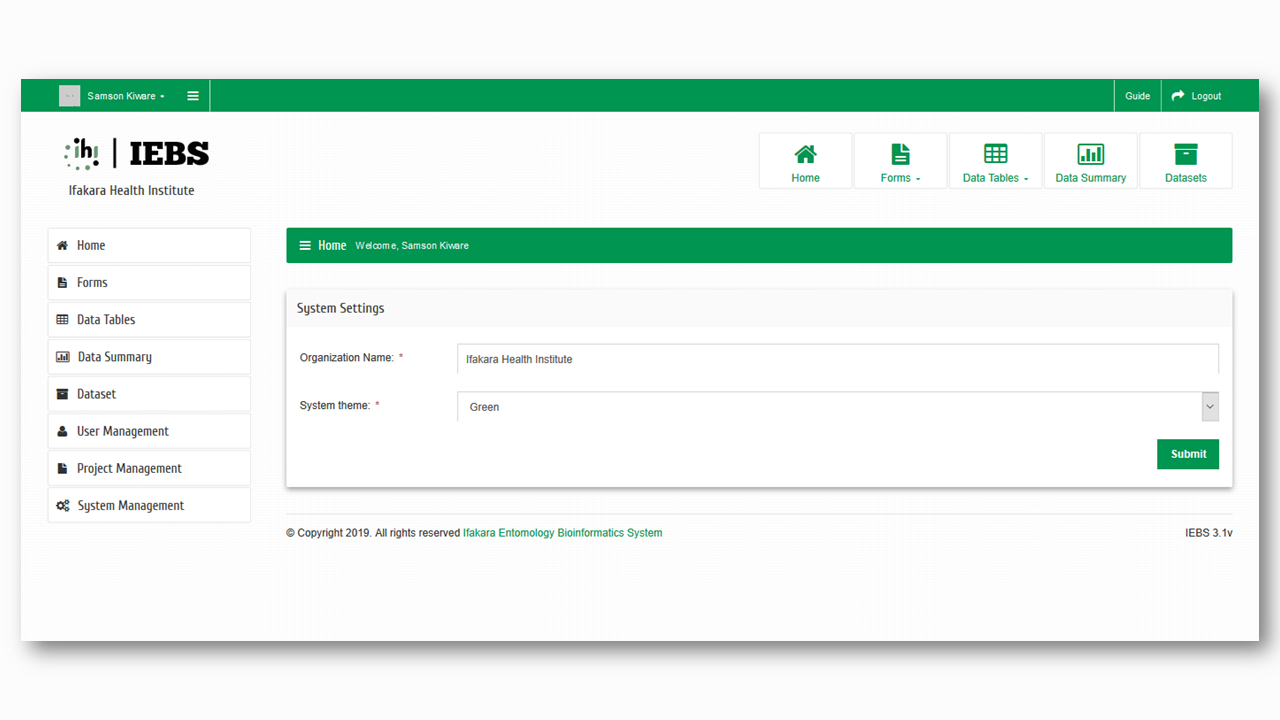 Samson Kiware
Guide
Logout
ihi | IEBS
Ifakara Health Institute
Home
Forms
Data Tables
Data Summary
Datasets
Home
Forms
Data Tables
Data Summary
Dataset
User Management
Project Management
System Management
Home Welcome, Samson Kiware
System Settings
Organization Name: * Ifakara Health Institute
System theme: * Green
Submit
© Copyright 2019. All rights reserved Ifakara Entomology Bioinformatics System
IEBS 3.1v